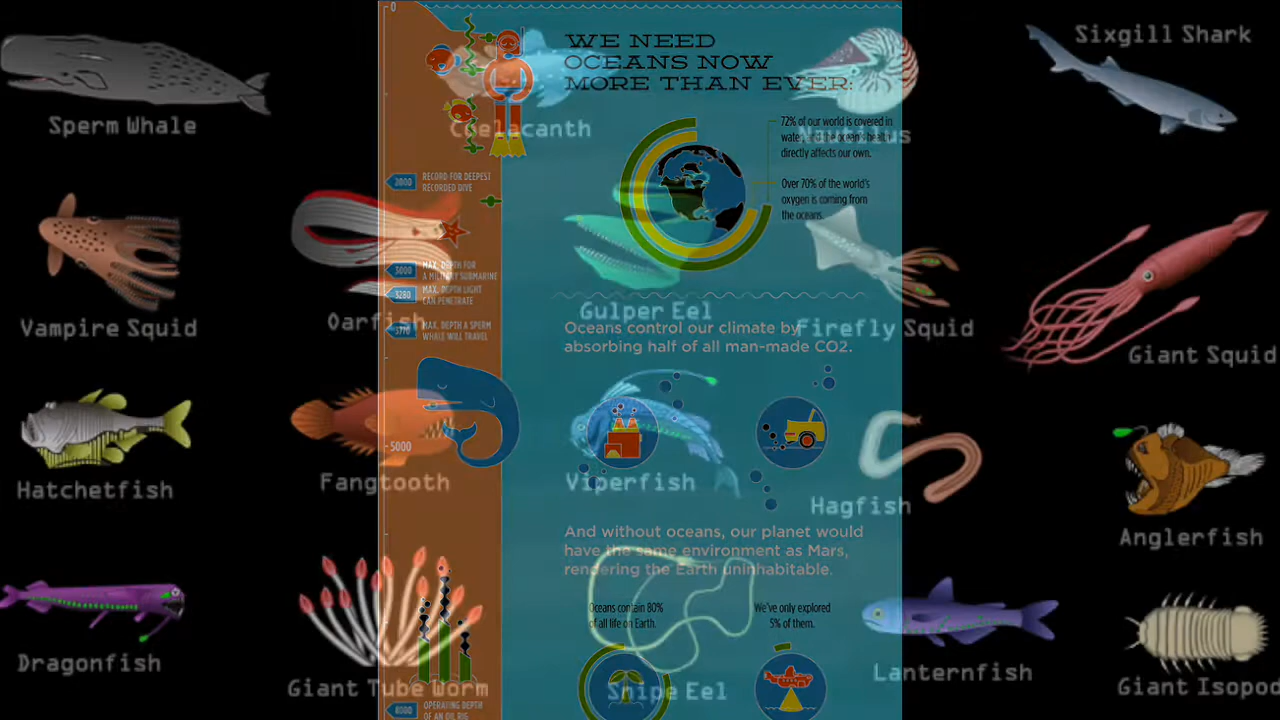 0
WE NEED
OCEANS NOW
MORE THAN EVER:
Sixgill Shark
Sperm Whale
Coelacanth
Nautilus
72% of our world is covered in
water and the ocean's health
directly affects our own.
2000
RECORD FOR DEEPEST
RECORDED DIVE
Over 70% of the world's
oxygen is coming from
the oceans.
3000
MAX. DEPTH FOR
A MILITARY SUBMARINE
3280
MAX. DEPTH LIGHT
CAN PENETRATE
Vampire Squid
Oarfish
MAX. DEPTH A SPERM
WHALE WILL TRAVEL
Gulper Eel
Firefly Squid
Giant Squid
Oceans control our climate by
absorbing half of all man-made CO2.
5000
Hatchetfish
Fangtooth
Viperfish
Hagfish
Anglerfish
And without oceans, our planet would
have the same environment as Mars,
rendering the Earth uninhabitable.
Oceans contain 80%
of all life on Earth.
We've only explored
5% of them.
Dragonfish
Giant Tube Worm
Snipe Eel
Lanternfish
Giant Isopod
8000
OPERATING DEPTH
OF AN OIL RIG